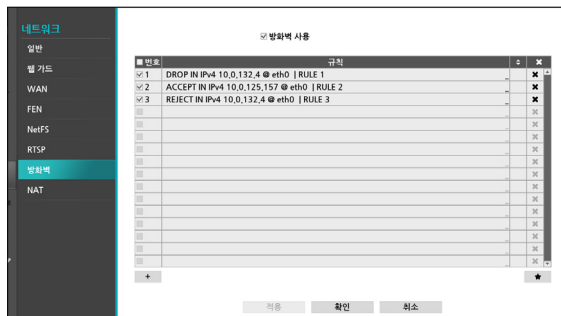 네트워크
일반
웹 가드
WAN
FEN
NetFS
RTSP
방화벽
NAT
방화벽 사용
번호 규칙
1 DROP IN IPv4 10,0,132,4 @ eth0 | RULE 1
2 ACCEPT IN IPv4 10,0,125,157 @ eth0 | RULE 2
3 REJECT IN IPv4 10,0,132,4 @ eth0 | RULE 3
+
적용 확인 취소